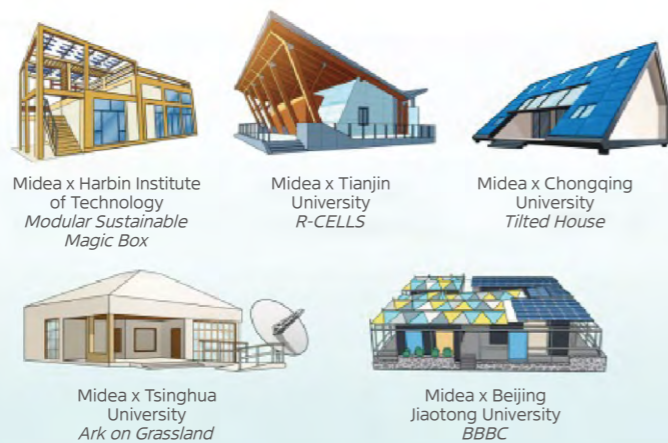 Midea x Harbin Institute
of Technology
Modular Sustainable
Magic Box
Midea x Tianjin
University
R-CELLS
Midea x Chongqing
University
Tilted House
Midea x Tsinghua
University
Ark on Grassland
Midea x Beijing
Jiaotong University
BBBC